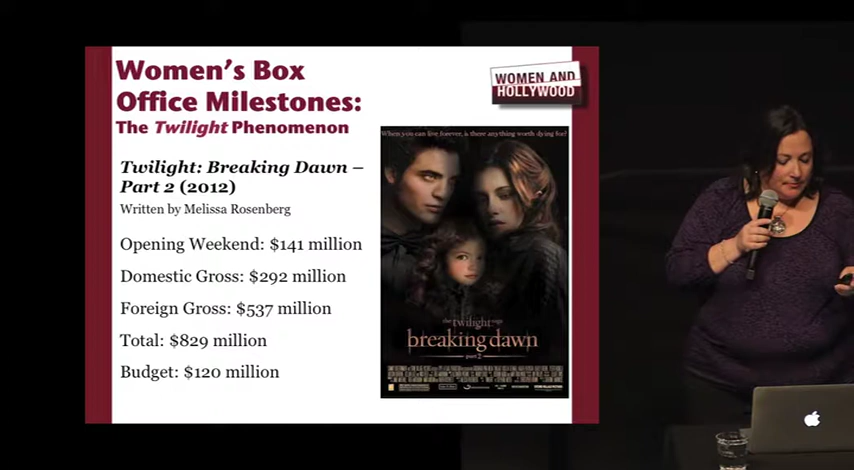 Women's Box
Office Milestones:
The Twilight Phenomenon
WOMEN AND
HOLLYWOOD
Twilight: Breaking Dawn –
Part 2 (2012)
Written by Melissa Rosenberg
Opening Weekend: $141 million
Domestic Gross: $292 million
Foreign Gross: $537 million
Total: $829 million
Budget: $120 million
When you can live forever, is there anything worth dying for?
the twilight saga
breaking dawn
part 2